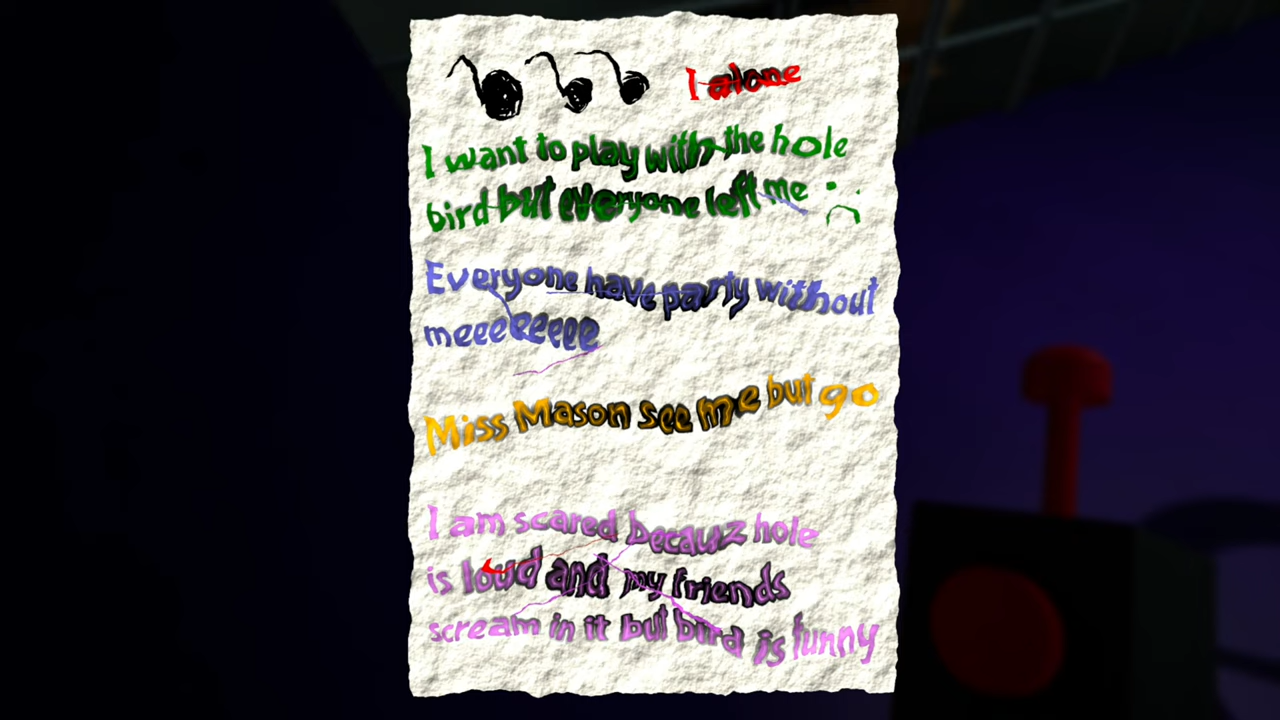 I alone
I want to play with the hole
bird but everyone left me :(
Everyone have party without
meeeeeeee
Miss Mason see me but go
I am scared becauz hole
is loud and my friends
scream in it but bird is funny